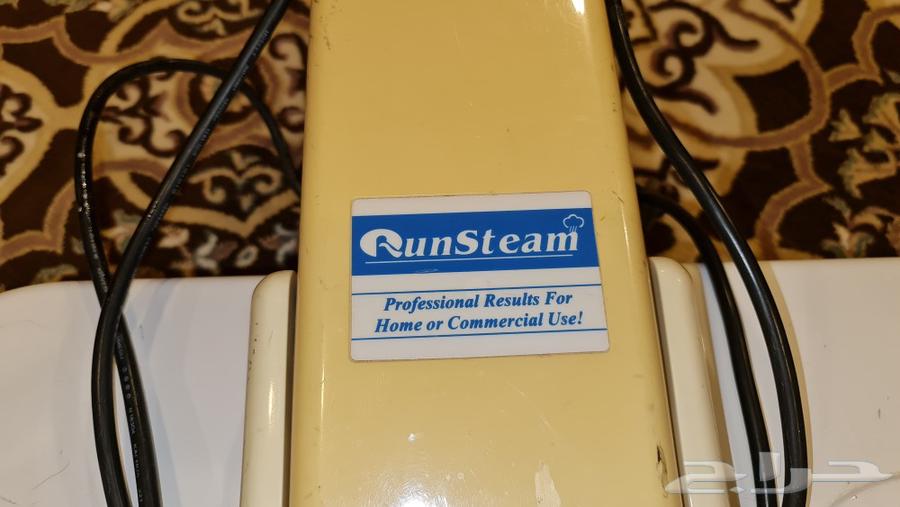 RunSteam
Professional Results For
Home or Commercial Use!
حراج